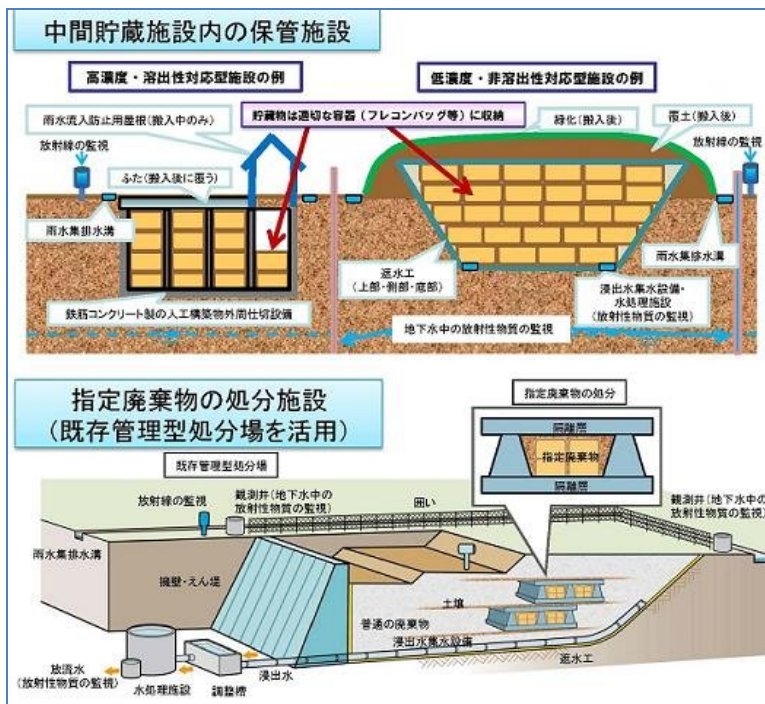 中間貯蔵施設内の保管施設
高濃度・溶出性対応型施設の例
低濃度・非溶出性対応型施設の例
雨水流入防止用屋根(搬入中のみ)
貯蔵物は適切な容器(フレコンバッグ等)に収納
緑化(搬入後)
覆土(搬入後)
放射線の監視
放射線の監視
ふた(搬入後に覆う)
雨水集排水溝
雨水集排水溝
返水工
(上部・側部・底部)
浸出水集水設備・
水処理施設
(放射性物質の監視)
鉄筋コンクリート製の人工構築物外周仕切設備
地下水中の放射性物質の監視
指定廃棄物の処分施設
(既存管理型処分場を活用)
指定廃棄物の処分
隔離層
指定廃棄物
隔離層
既存管理型処分場
放射線の監視
観測井(地下水中の
放射性物質の監視)
囲い
観測井(地下水中の
放射性物質の監視)
雨水集排水溝
擁壁・えん堤
土壌
普通の廃棄物
浸出水集水設備
返水工
浸出水
放流水
(放射性物質の監視)
水処理施設
調整槽